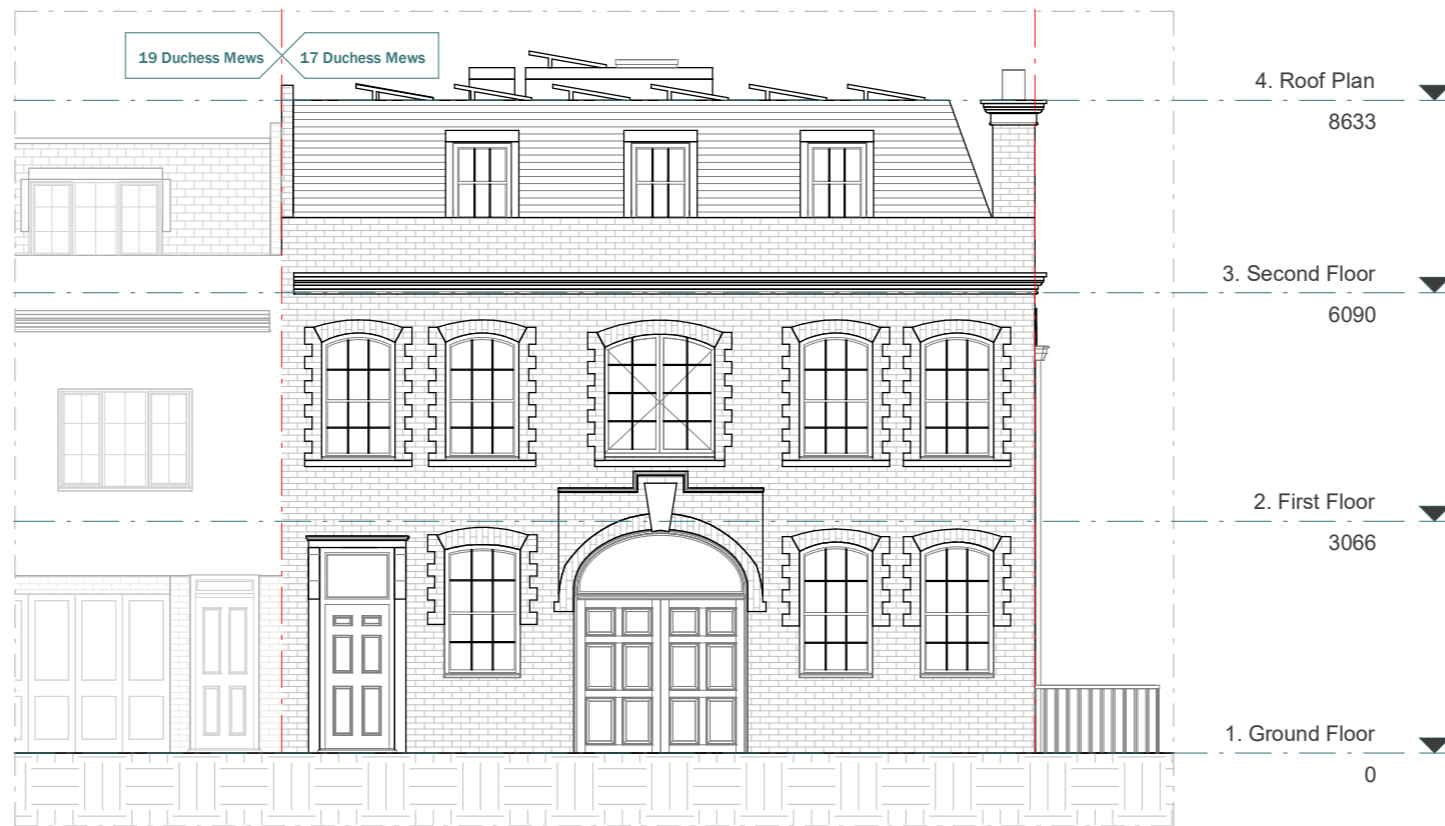 19 Duchess Mews
17 Duchess Mews
4. Roof Plan
8633
3. Second Floor
6090
2. First Floor
3066
1. Ground Floor
0